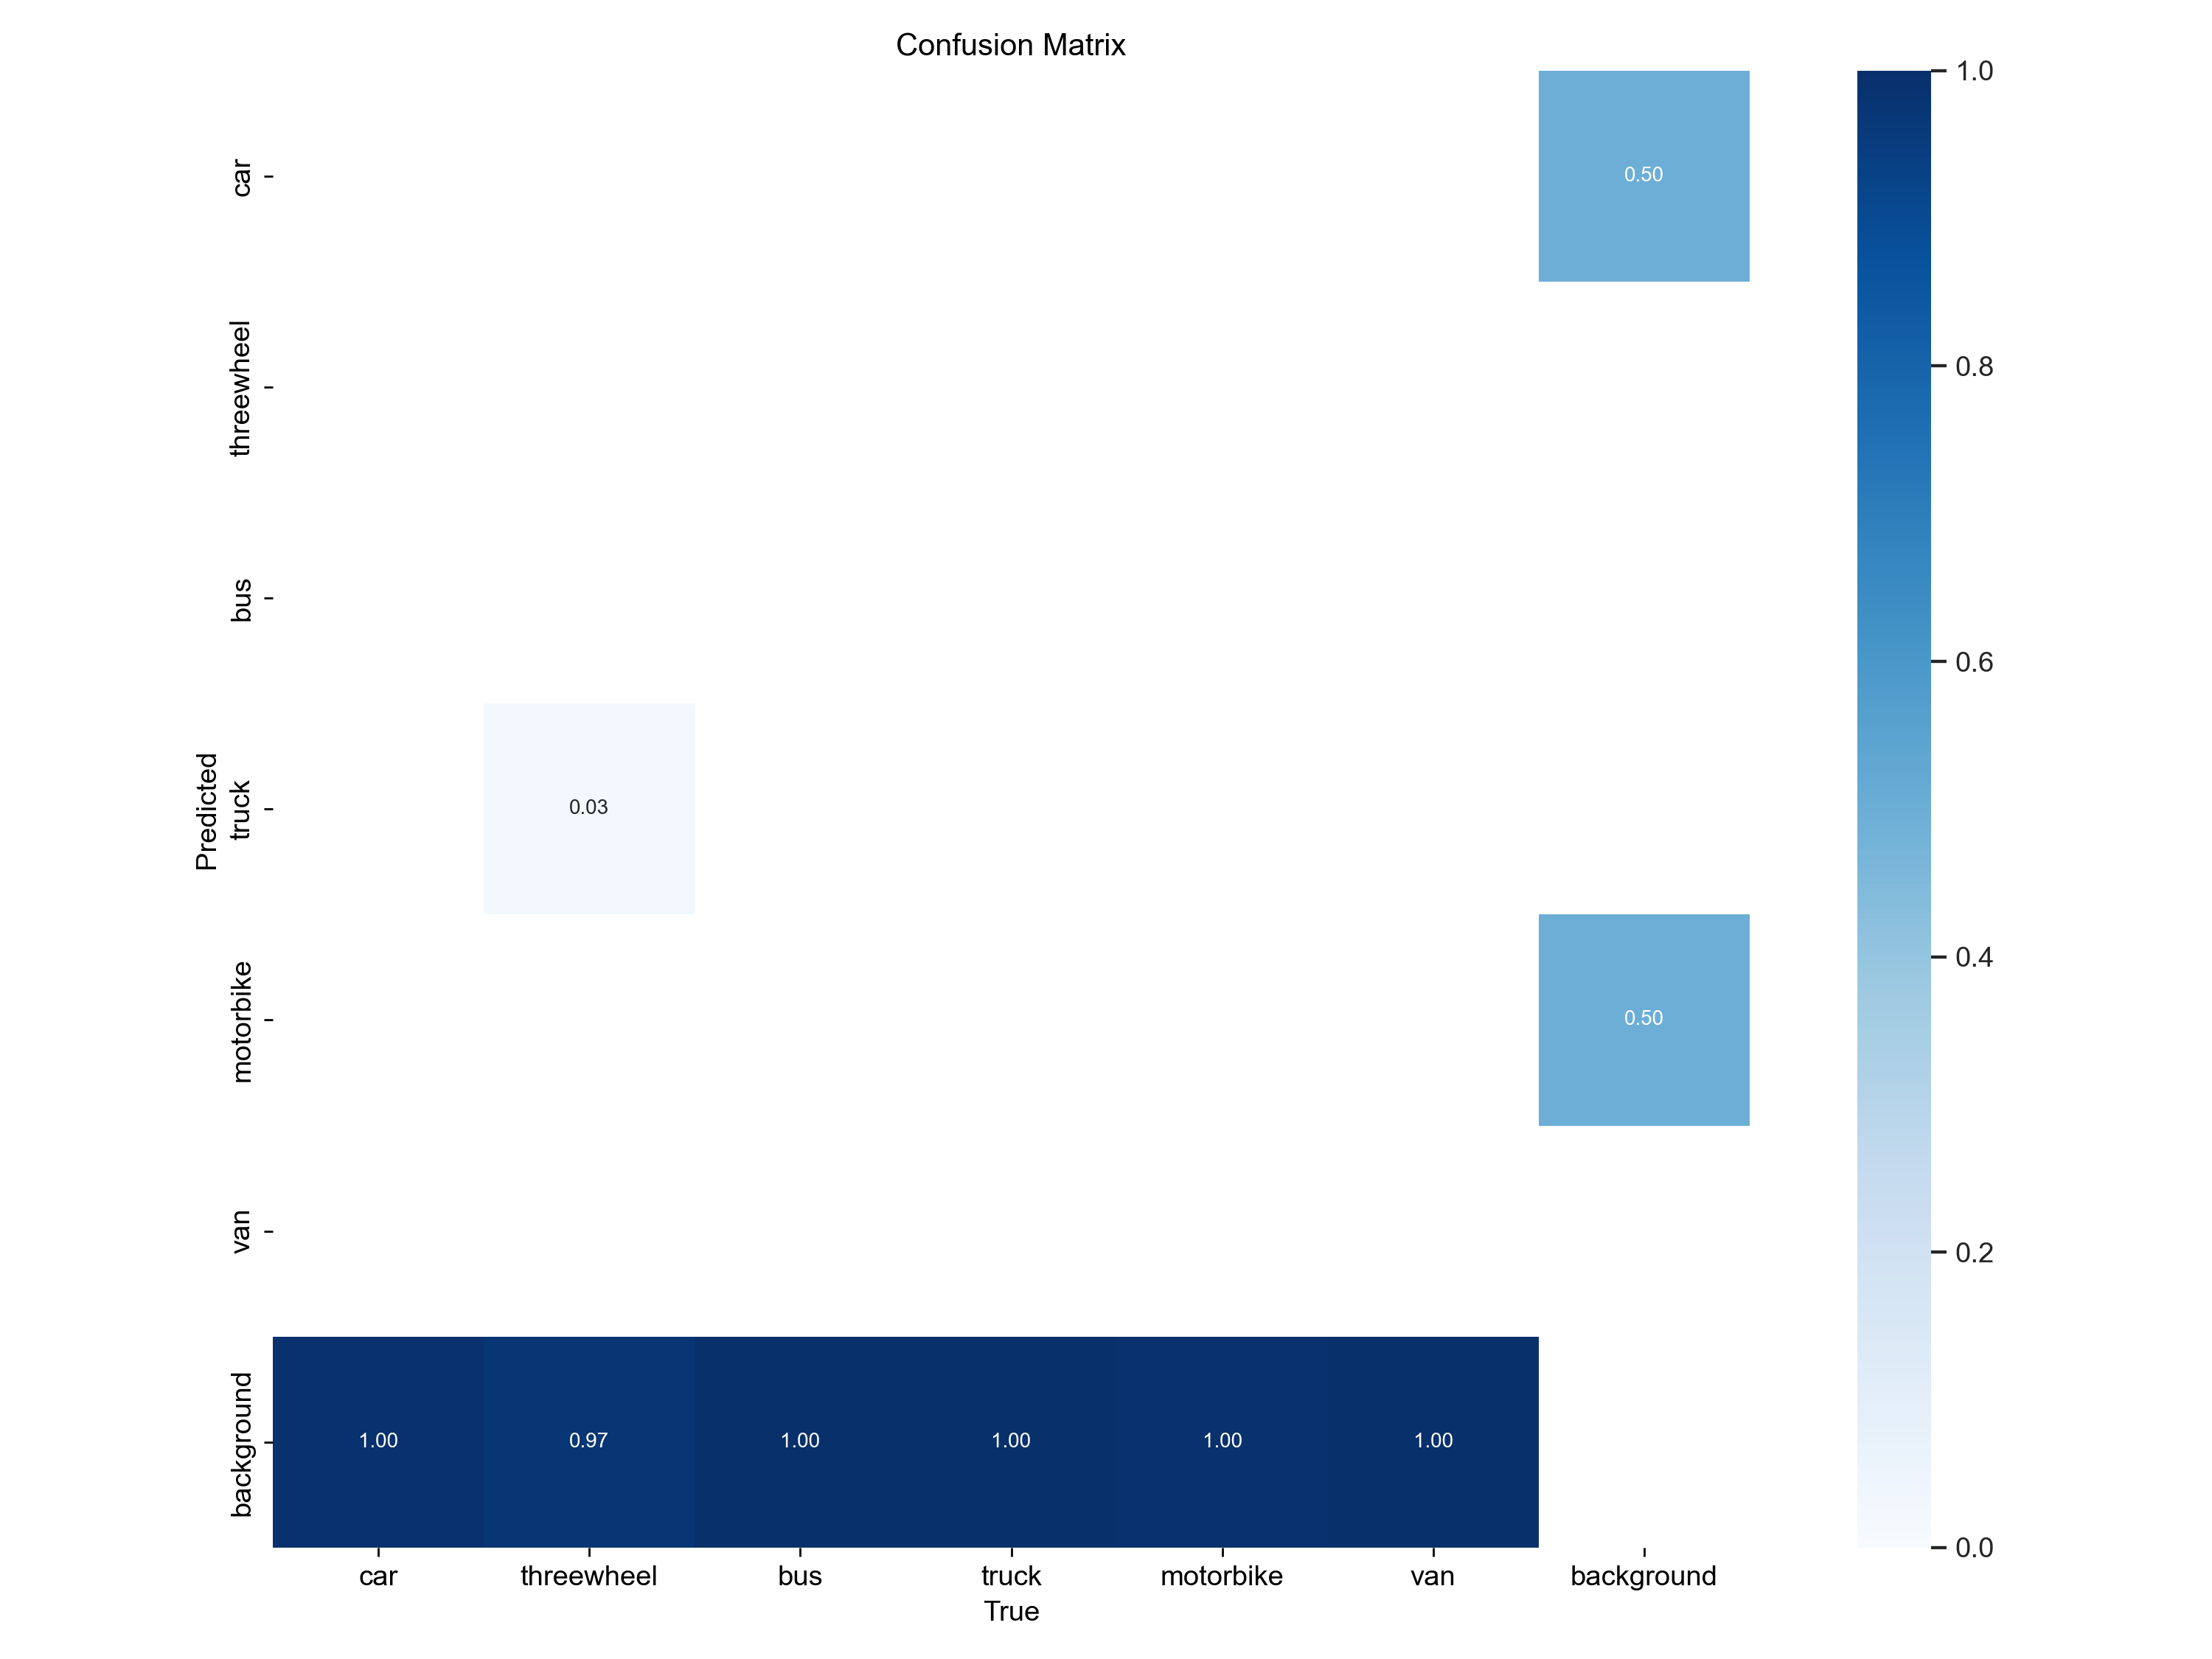 Confusion Matrix
car
threewheel
bus
truck
motorbike
van
background
Predicted
0.50
0.03
0.50
1.00 0.97 1.00 1.00 1.00 1.00
car threewheel bus truck motorbike van background
True
1.0
0.8
0.6
0.4
0.2
0.0